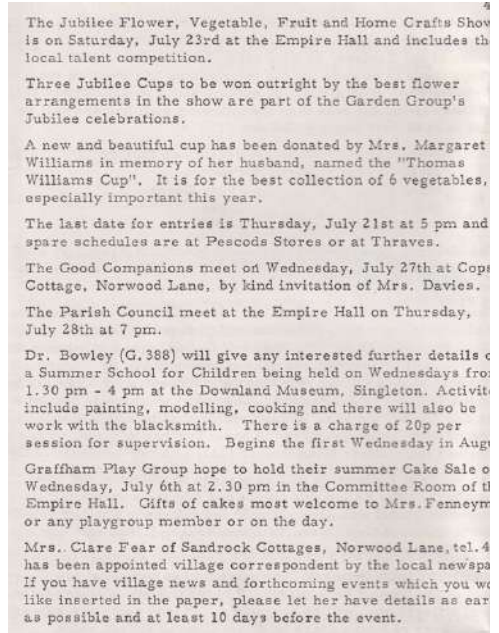 4
The Jubilee Flower, Vegetable, Fruit and Home Crafts Show
is on Saturday, July 23rd at the Empire Hall and includes the
local talent competition.
Three Jubilee Cups to be won outright by the best flower
arrangements in the show are part of the Garden Group's
Jubilee celebrations.
A new and beautiful cup has been donated by Mrs. Margaret
Williams in memory of her husband, named the "Thomas
Williams Cup". It is for the best collection of 6 vegetables,
especially important this year.
The last date for entries is Thursday, July 21st at 5 pm and
spare schedules are at Pescods Stores or at Thraves.
The Good Companions meet on Wednesday, July 27th at Cops
Cottage, Norwood Lane, by kind invitation of Mrs. Davies.
The Parish Council meet at the Empire Hall on Thursday,
July 28th at 7 pm.
Dr. Bowley (G.388) will give any interested further details
a Summer School for Children being held on Wednesdays from
1.30 pm - 4 pm at the Downland Museum, Singleton. Activit
include painting, modelling, cooking and there will also be
work with the blacksmith. There is a charge of 20p per
session for supervision. Begins the first Wednesday in Augu
Graffham Play Group hope to hold their summer Cake Sale o
Wednesday, July 6th at 2.30 pm in the Committee Room of th
Empire Hall. Gifts of cakes most welcome to Mrs. Fenneym
or any playgroup member or on the day.
Mrs. Clare Fear of Sandrock Cottages, Norwood Lane, tel. 4
has been appointed village correspondent by the local newspa
If you have village news and forthcoming events which you wo
like inserted in the paper, please let her have details as ear
as possible and at least 10 days before the event.